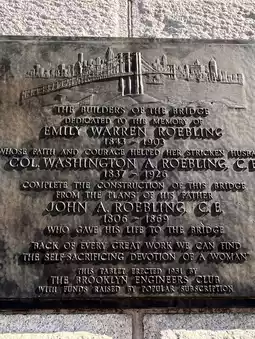 THE BUILDERS OF THE BRIDGE
DEDICATED TO THE MEMORY OF
EMILY WARREN ROEBLING
1843 – 1903
WHOSE FAITH AND COURAGE HELPED HER STRICKEN HUSBA
COL. WASHINGTON A. ROEBLING, C.E.
1837 – 1926
COMPLETE THE CONSTRUCTION OF THIS BRIDGE
FROM THE PLANS OF HIS FATHER
JOHN A. ROEBLING, C.E.
1806 – 1869
WHO GAVE HIS LIFE TO THE BRIDGE
"BACK OF EVERY GREAT WORK WE CAN FIND
THE SELF-SACRIFICING DEVOTION OF A WOMAN"
THIS TABLET ERECTED 1951 BY
THE BROOKLYN ENGINEERS CLUB
WITH FUNDS RAISED BY POPULAR SUBSCRIPTION